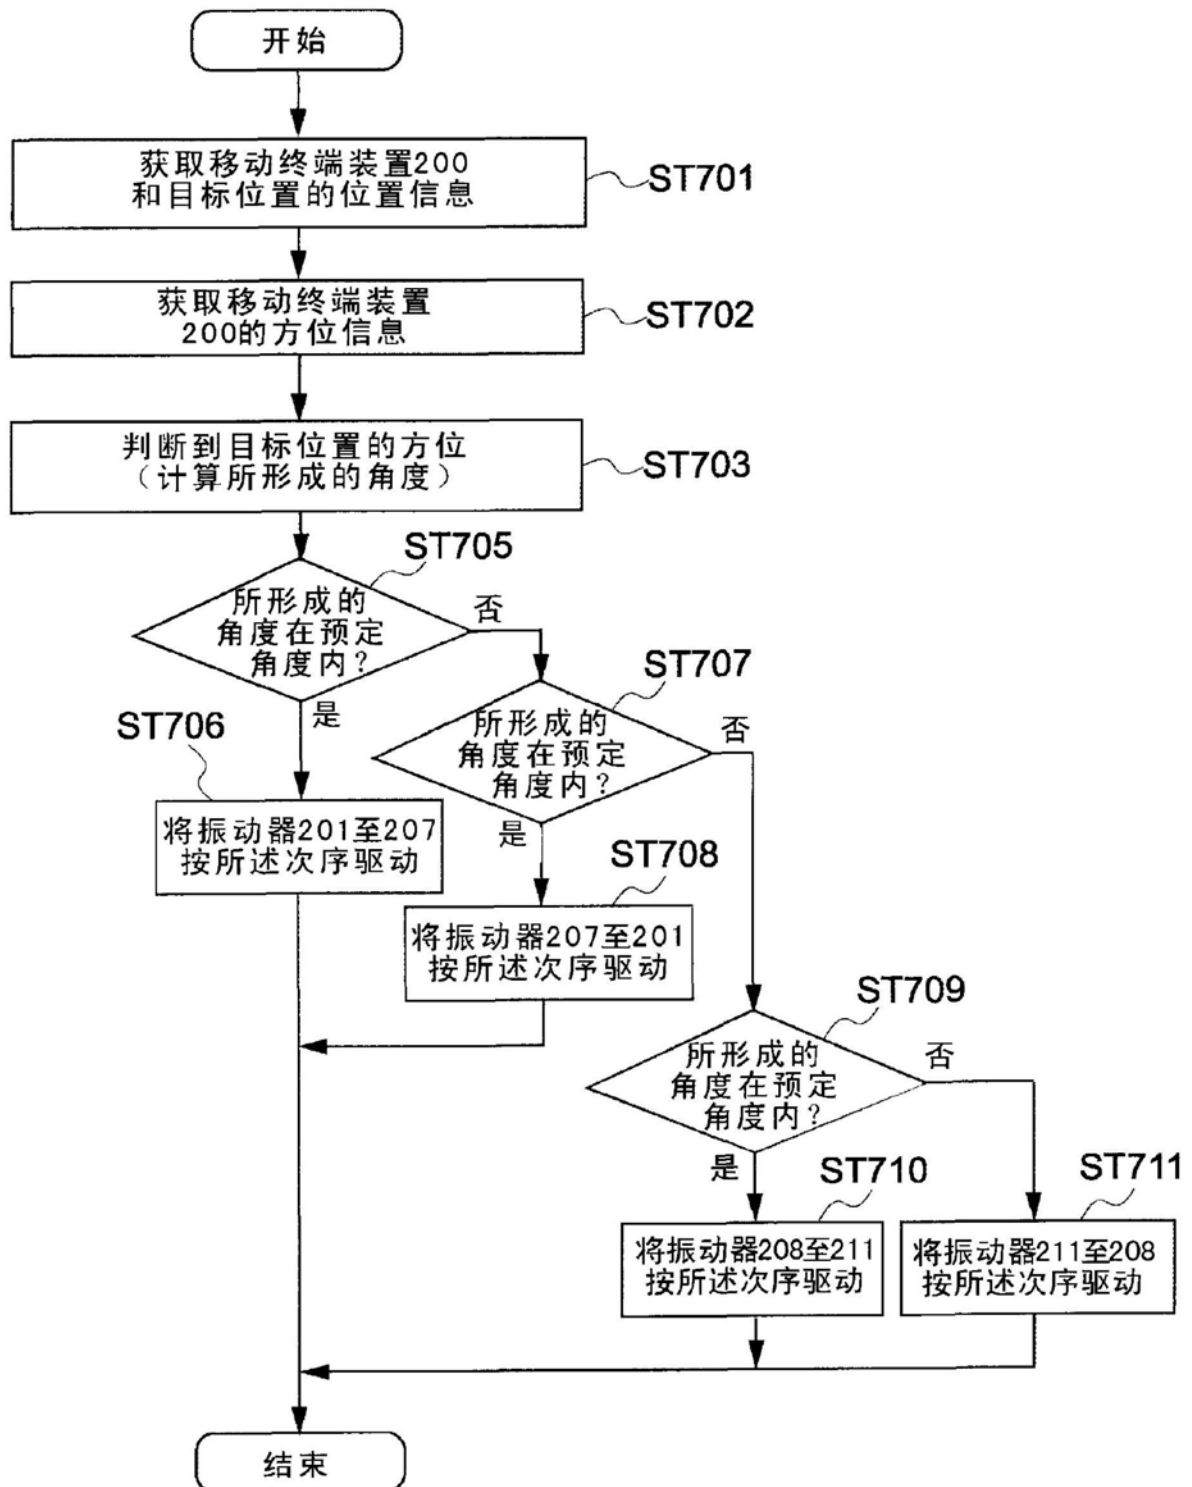 开始
获取移动终端装置200
和目标位置的位置信息
ST701
获取移动终端装置
200的方位信息
ST702
判断到目标位置的方位
（计算所形成的角度）
ST703
ST705
所形成的
角度在预定
角度内？
否
是
ST707
所形成的
角度在预定
角度内？
否
是
ST706
将振动器201至207
按所述次序驱动
ST708
将振动器207至201
按所述次序驱动
ST709
所形成的
角度在预定
角度内？
否
是
ST710
将振动器208至211
按所述次序驱动
ST711
将振动器211至208
按所述次序驱动
结束